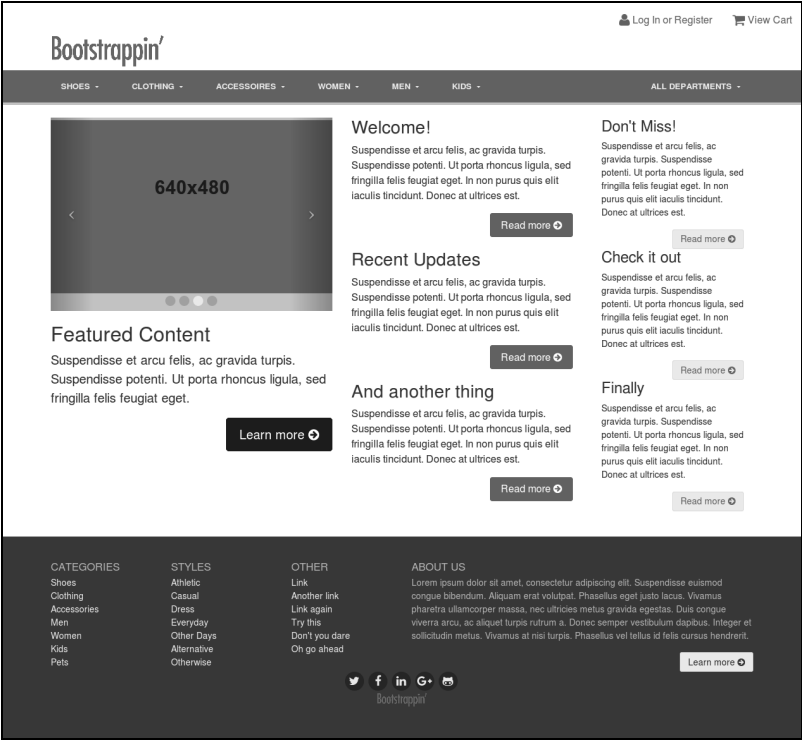 Log In or Register View Cart
Bootstrappin'
SHOES CLOTHING ACCESSOIRES WOMEN MEN KIDS ALL DEPARTMENTS
640x480
Featured Content
Suspendisse et arcu felis, ac gravida turpis.
Suspendisse potenti. Ut porta rhoncus ligula, sed
fringilla felis feugiat eget.
Learn more
Welcome!
Suspendisse et arcu felis, ac gravida turpis.
Suspendisse potenti. Ut porta rhoncus ligula, sed
fringilla felis feugiat eget. In non purus quis elit
iaculis tincidunt. Donec at ultrices est.
Read more
Recent Updates
Suspendisse et arcu felis, ac gravida turpis.
Suspendisse potenti. Ut porta rhoncus ligula, sed
fringilla felis feugiat eget. In non purus quis elit
iaculis tincidunt. Donec at ultrices est.
Read more
And another thing
Suspendisse et arcu felis, ac gravida turpis.
Suspendisse potenti. Ut porta rhoncus ligula, sed
fringilla felis feugiat eget. In non purus quis elit
iaculis tincidunt. Donec at ultrices est.
Read more
Don't Miss!
Suspendisse et arcu felis, ac
gravida turpis. Suspendisse
potenti. Ut porta rhoncus ligula, sed
fringilla felis feugiat eget. In non
purus quis elit iaculis tincidunt.
Donec at ultrices est.
Read more
Check it out
Suspendisse et arcu felis, ac
gravida turpis. Suspendisse
potenti. Ut porta rhoncus ligula, sed
fringilla felis feugiat eget. In non
purus quis elit iaculis tincidunt.
Donec at ultrices est.
Read more
Finally
Suspendisse et arcu felis, ac
gravida turpis. Suspendisse
potenti. Ut porta rhoncus ligula, sed
fringilla felis feugiat eget. In non
purus quis elit iaculis tincidunt.
Donec at ultrices est.
Read more
CATEGORIES
Shoes
Clothing
Accessories
Men
Women
Kids
Pets
STYLES
Athletic
Casual
Dress
Everyday
Other Days
Alternative
Otherwise
OTHER
Link
Another link
Link again
Try this
Don't you dare
Oh go ahead
ABOUT US
Lorem ipsum dolor sit amet, consectetur adipiscing elit. Suspendisse euismod
congue bibendum. Aliquam erat volutpat. Phasellus eget justo lacus. Vivamus
pharetra ullamcorper massa, nec ultricies metus gravida egestas. Duis congue
viverra arcu, ac aliquet turpis rutrum a. Donec semper vestibulum dapibus. Integer et
sollicitudin metus. Vivamus at nisi turpis. Phasellus vel tellus id felis cursus hendrerit.
Learn more
Bootstrappin'